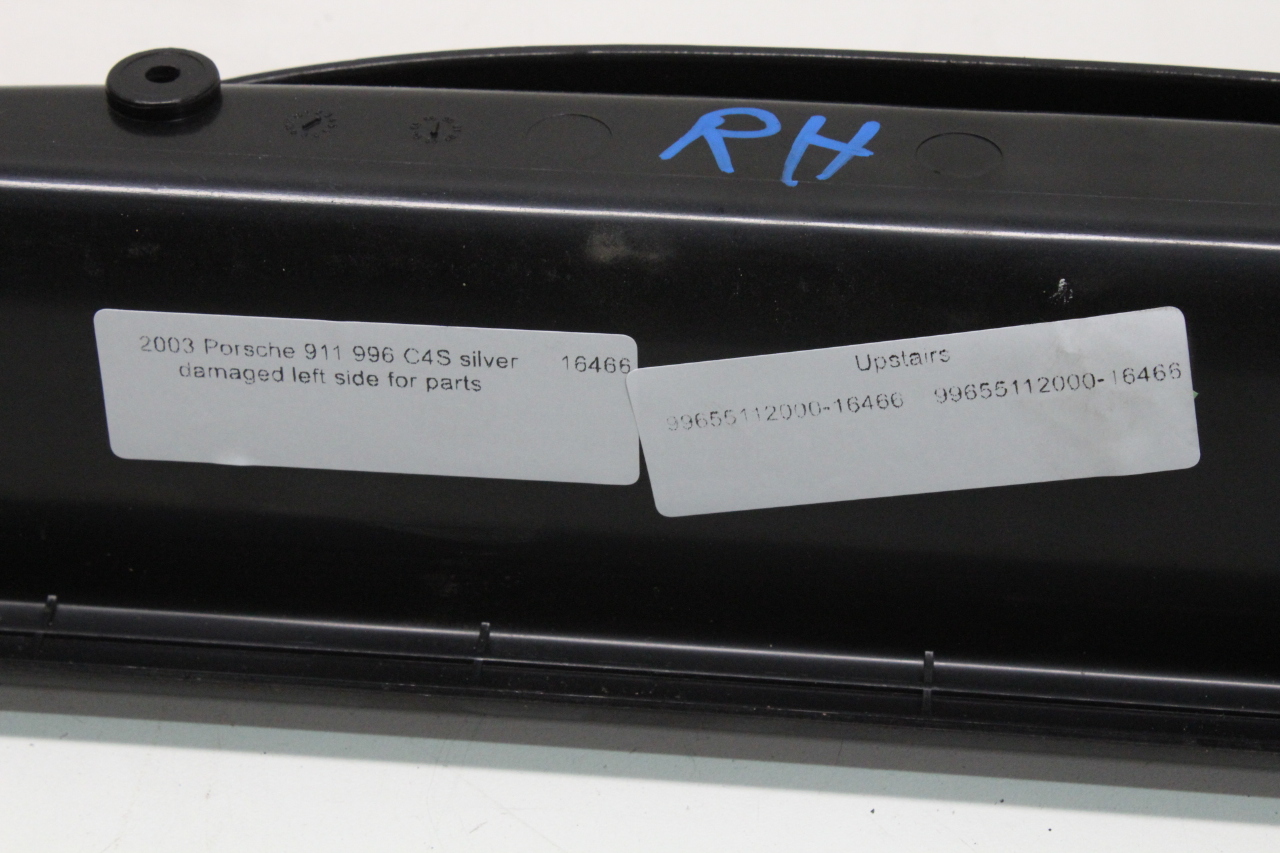 RH
2003 Porsche 911 996 C4S silver 16466
damaged left side for parts
Upstairs
99655112000-16466 99655112000-16466